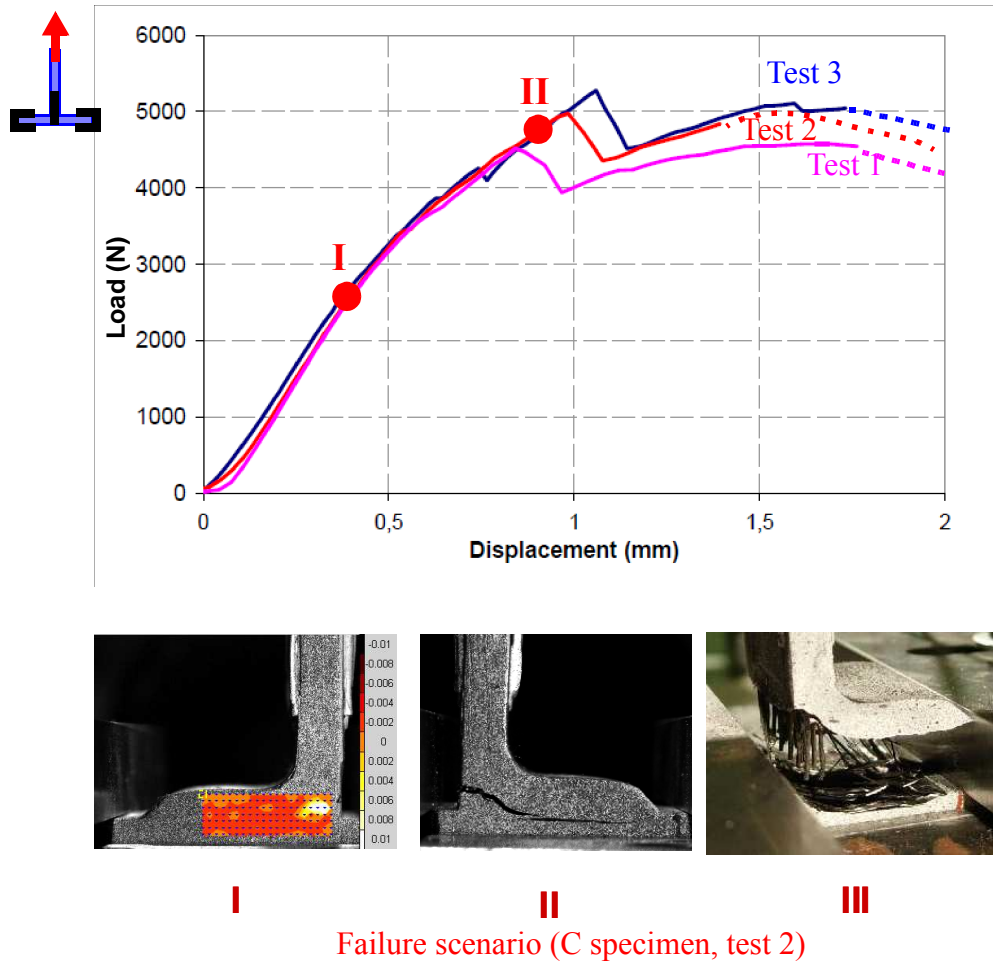 6000
5000
4000
3000
2000
1000
0
Load (N)
0
0,5
1
1,5
2
Displacement (mm)
I
II
Test 3
Test 2
Test 1
-0.01
-0.008
-0.006
-0.004
-0.002
0
0.002
0.004
0.006
0.008
0.01
I
II
III
Failure scenario (C specimen, test 2)